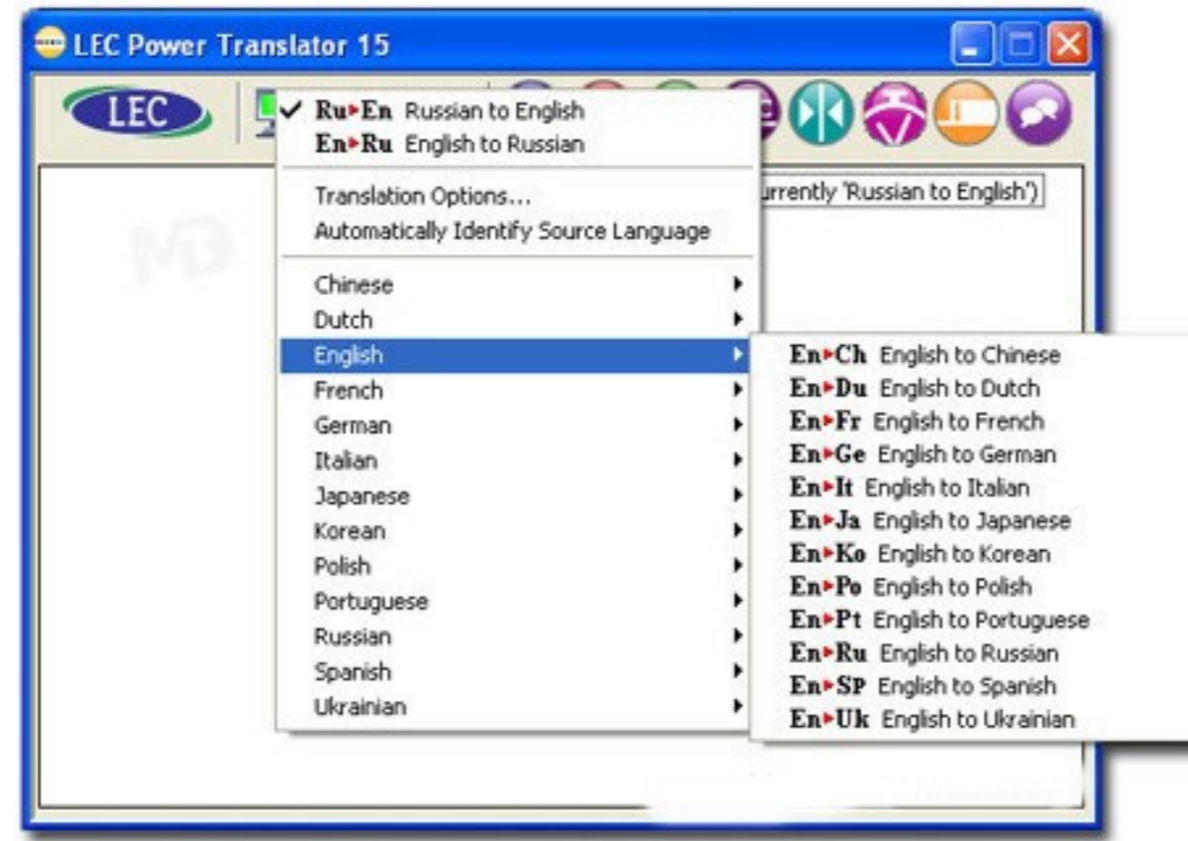 LEC Power Translator 15
LEC
Ru▸En Russian to English
En▸Ru English to Russian
Translation Options...
Automatically Identify Source Language
urrently 'Russian to English')
Chinese
Dutch
English
French
German
Italian
Japanese
Korean
Polish
Portuguese
Russian
Spanish
Ukrainian
En▸Ch English to Chinese
En▸Du English to Dutch
En▸Fr English to French
En▸Ge English to German
En▸It English to Italian
En▸Ja English to Japanese
En▸Ko English to Korean
En▸Po English to Polish
En▸Pt English to Portuguese
En▸Ru English to Russian
En▸SP English to Spanish
En▸Uk English to Ukrainian